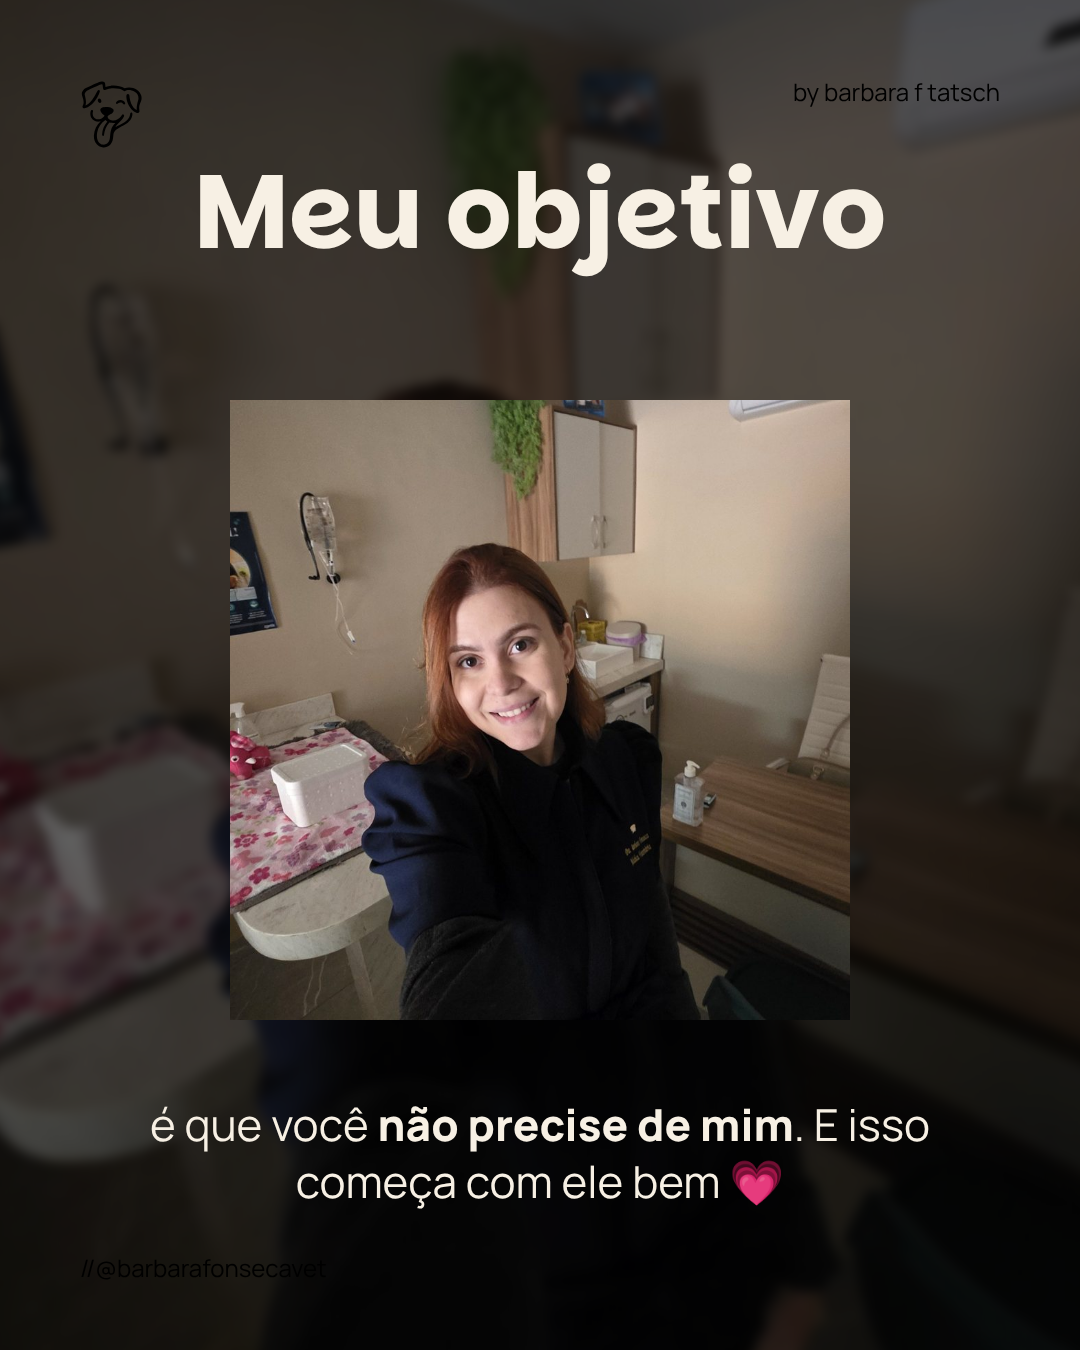 by barbara f tatsch
Meu objetivo
é que você não precise de mim. E isso
começa com ele bem 💗
//@barbarafonsecavet